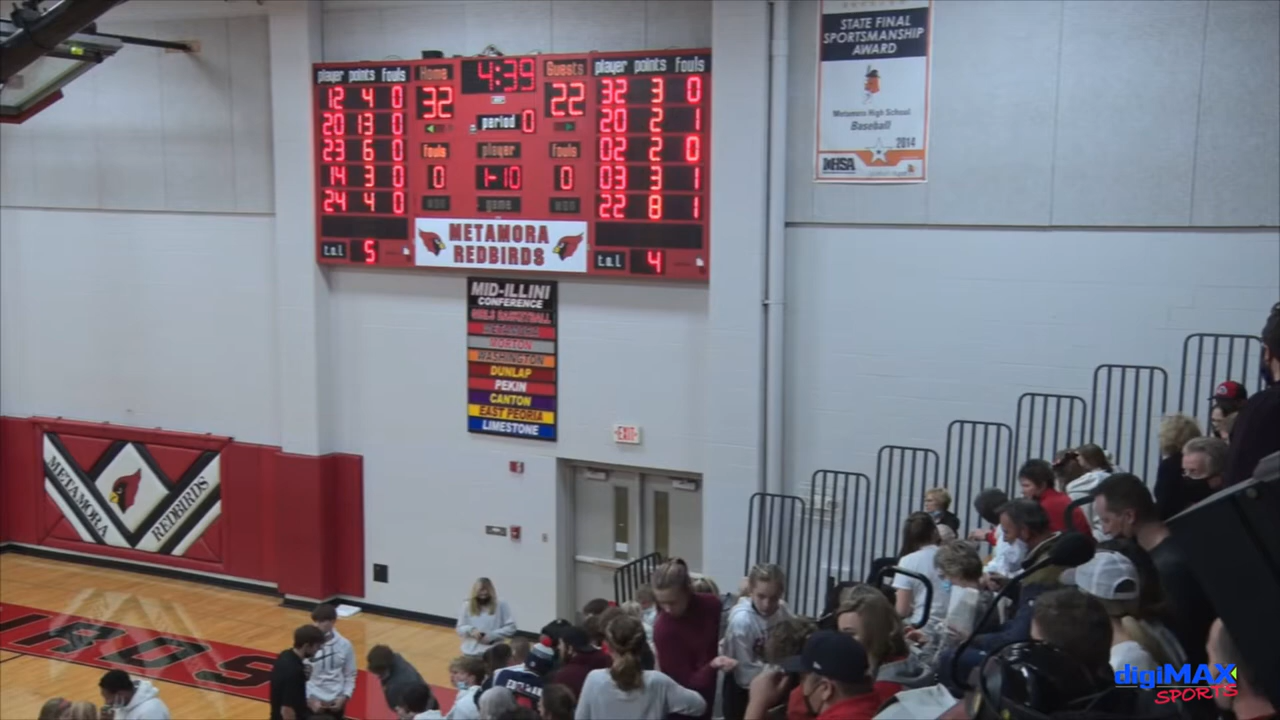 player points fouls
Home
4:39
Guests
player points fouls
12 4 0
32
22
32 3 0
20 13 0
period 0
20 2 1
23 6 0
fouls
player
fouls
02 2 0
14 3 0
0
1-10
0
03 3 1
24 4 0
game
22 8 1
t.o.l 5
METAMORA
REDBIRDS
t.o.l 4
STATE FINAL
SPORTSMANSHIP
AWARD
Metamora High School
Baseball
2014
IHSA
MID-ILLINI
CONFERENCE
GIRLS BASKETBALL
METAMORA
MORTON
WASHINGTON
DUNLAP
PEKIN
CANTON
EAST PEORIA
LIMESTONE
EXIT
METAMORA
REDBIRDS
IRDS
digiMAX
SPORTS